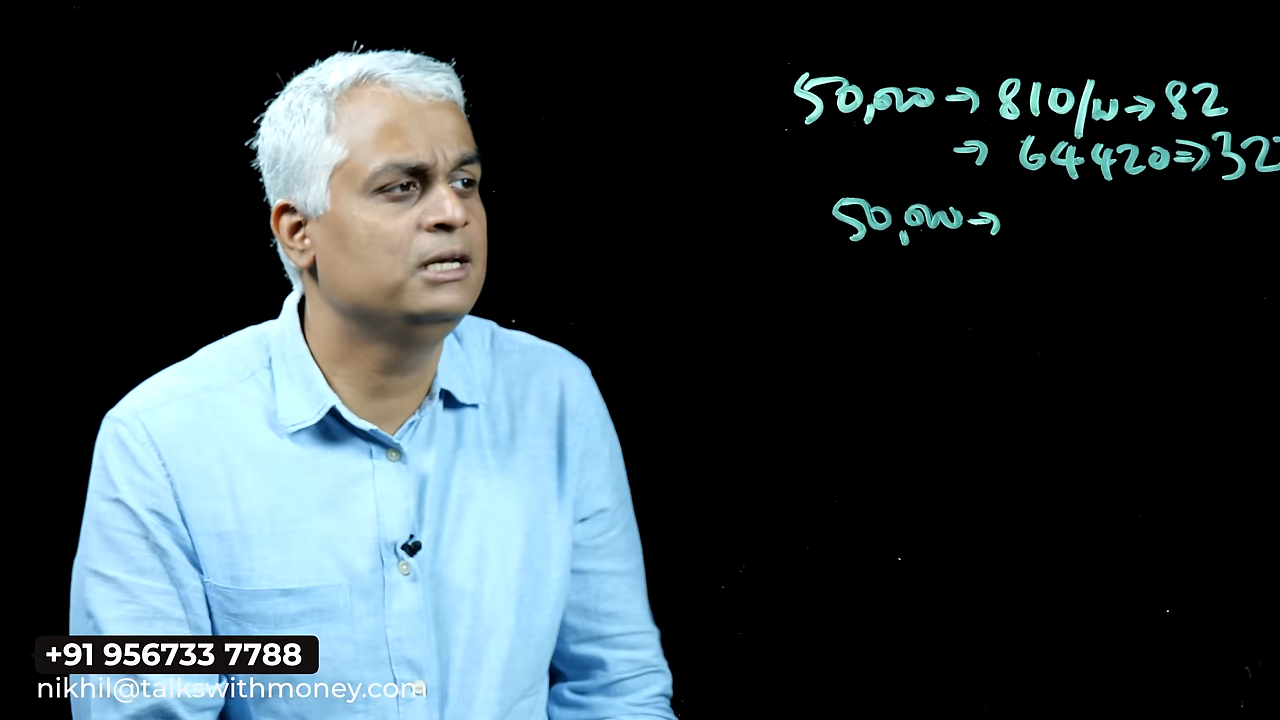 50,000 → 810/w → 82
→ 64420 ⇒ 32
50,000 →
+91 956733 7788
nikhil@talkswithmoney.com